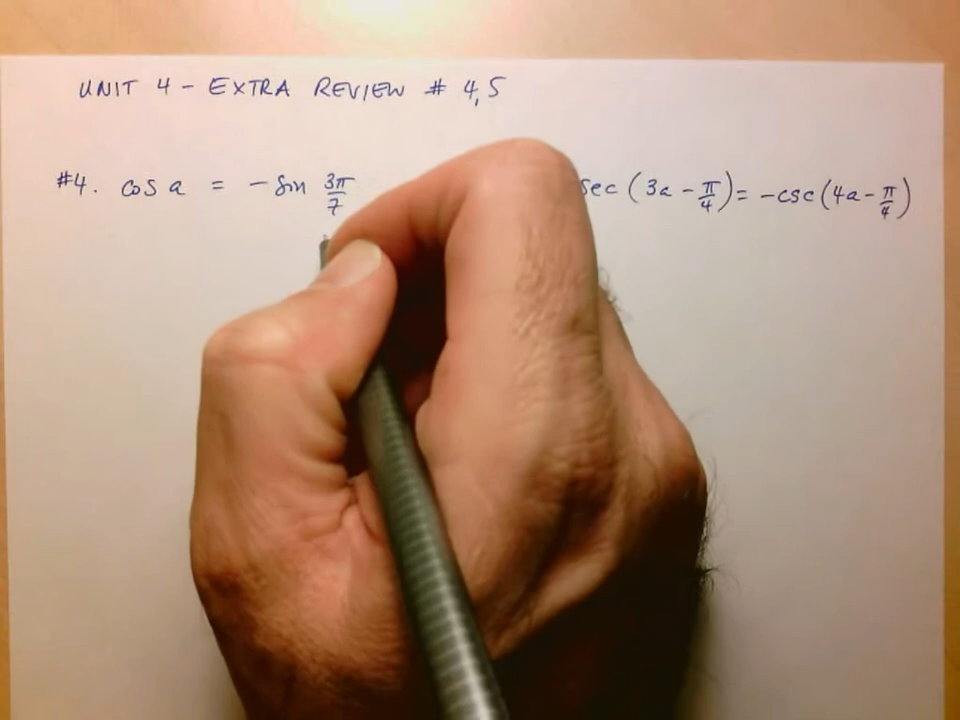 UNIT 4 - EXTRA REVIEW # 4,5
#4. cos a = - sin 3π/7 sec (3a - π/4) = -csc (4a - π/4)